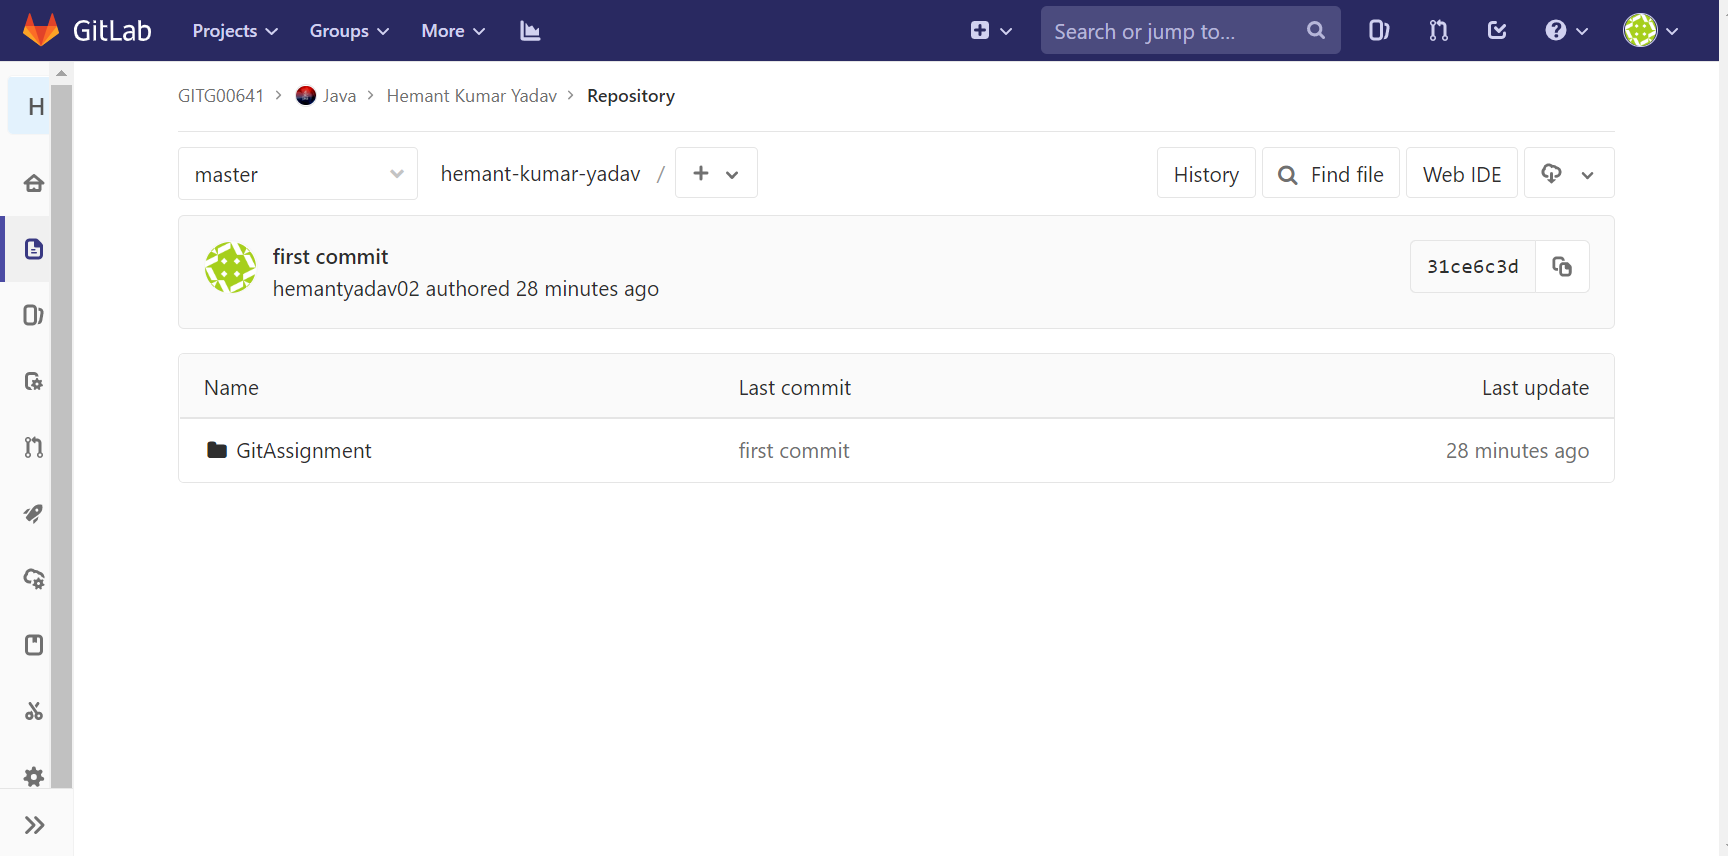 GitLab Projects Groups More Search or jump to...
H
GITG00641 > Java > Hemant Kumar Yadav > Repository
master hemant-kumar-yadav / + History Find file Web IDE
first commit
hemantyadav02 authored 28 minutes ago
31ce6c3d
Name Last commit Last update
GitAssignment first commit 28 minutes ago